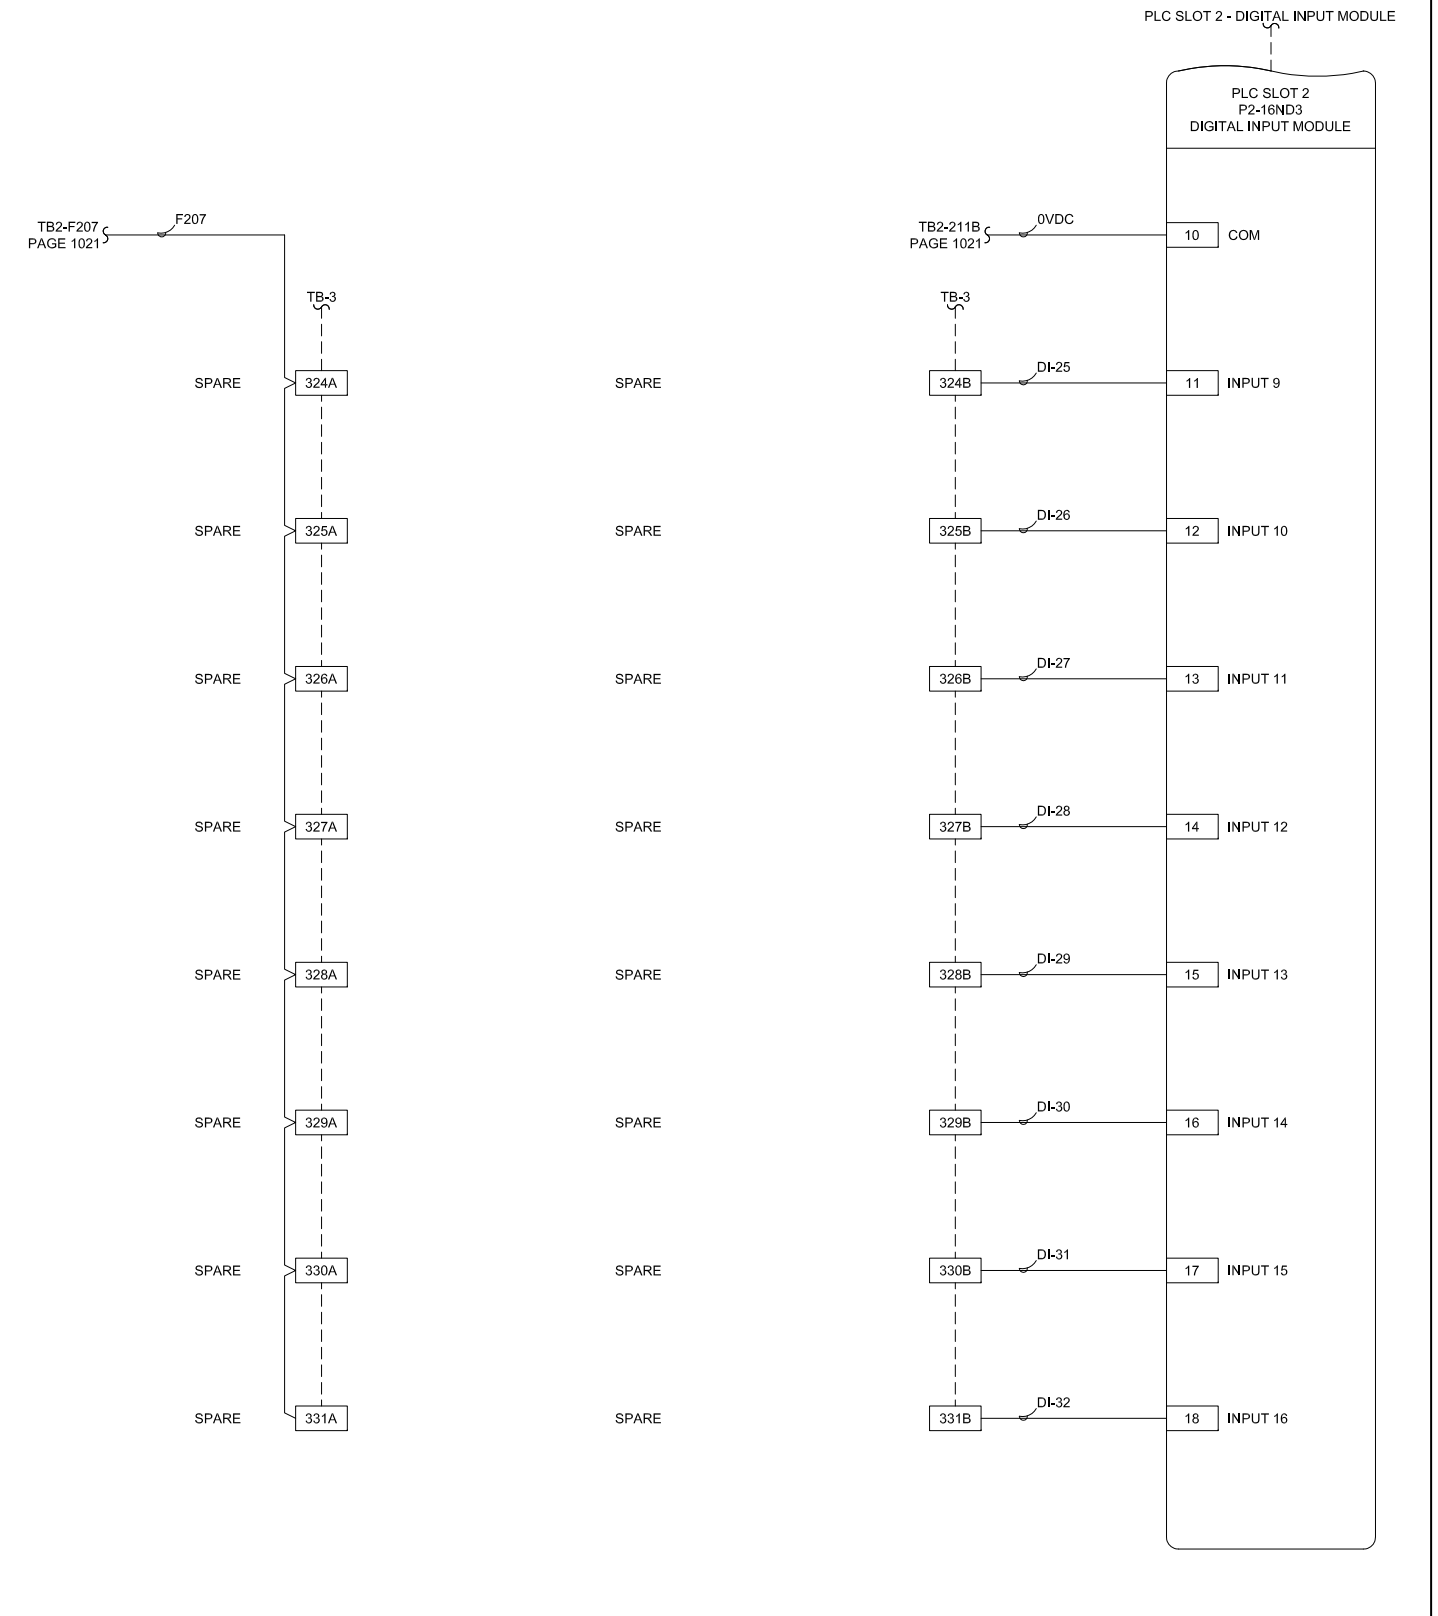 PLC SLOT 2 - DIGITAL INPUT MODULE
PLC SLOT 2
P2-16ND3
DIGITAL INPUT MODULE
TB2-F207
PAGE 1021
F207
TB2-211B
PAGE 1021
0VDC
10 COM
TB-3
TB-3
SPARE 324A SPARE 324B DI-25 11 INPUT 9
SPARE 325A SPARE 325B DI-26 12 INPUT 10
SPARE 326A SPARE 326B DI-27 13 INPUT 11
SPARE 327A SPARE 327B DI-28 14 INPUT 12
SPARE 328A SPARE 328B DI-29 15 INPUT 13
SPARE 329A SPARE 329B DI-30 16 INPUT 14
SPARE 330A SPARE 330B DI-31 17 INPUT 15
SPARE 331A SPARE 331B DI-32 18 INPUT 16